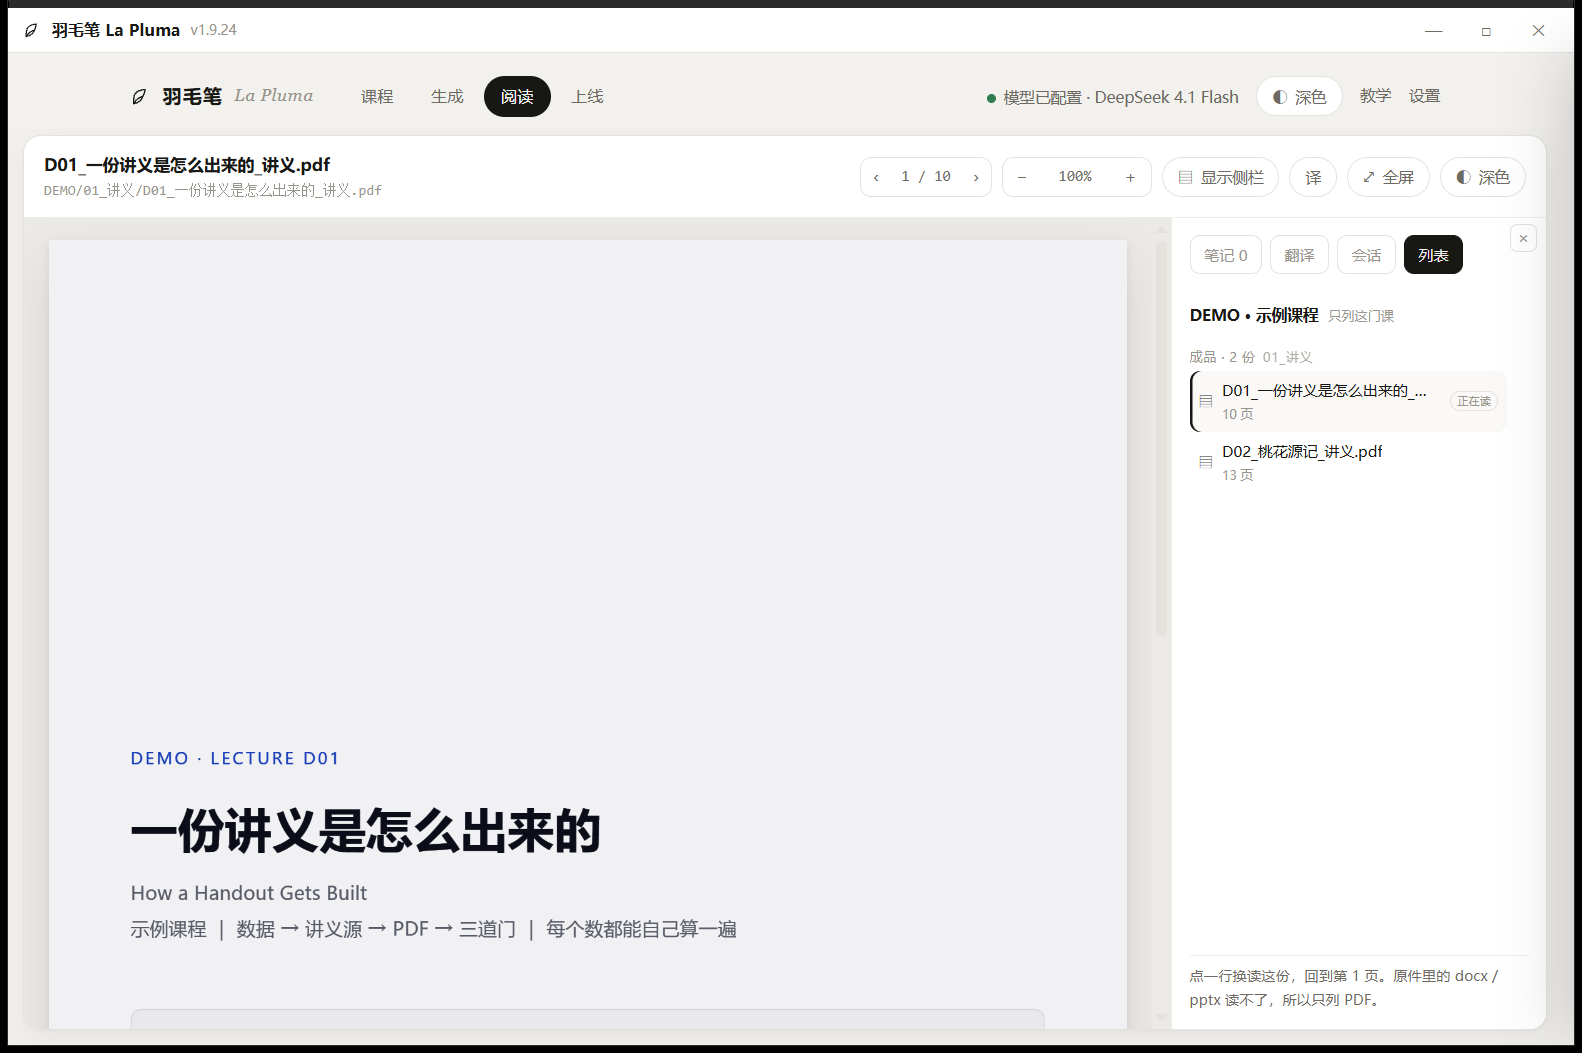 羽毛笔 La Pluma v1.9.24
羽毛笔 La Pluma 课程 生成 阅读 上线 模型已配置 · DeepSeek 4.1 Flash 深色 教学 设置
D01_一份讲义是怎么出来的_讲义.pdf
DEMO/01_讲义/D01_一份讲义是怎么出来的_讲义.pdf
‹ 1 / 10 › − 100% + 显示侧栏 译 全屏 深色
笔记 0 翻译 会话 列表
DEMO • 示例课程 只列这门课
成品 · 2 份 01_讲义
D01_一份讲义是怎么出来的_... 正在读
10 页
D02_桃花源记_讲义.pdf
13 页
DEMO · LECTURE D01
一份讲义是怎么出来的
How a Handout Gets Built
示例课程 | 数据 → 讲义源 → PDF → 三道门 | 每个数都能自己算一遍
点一行换读这份，回到第 1 页。原件里的 docx /
pptx 读不了，所以只列 PDF。